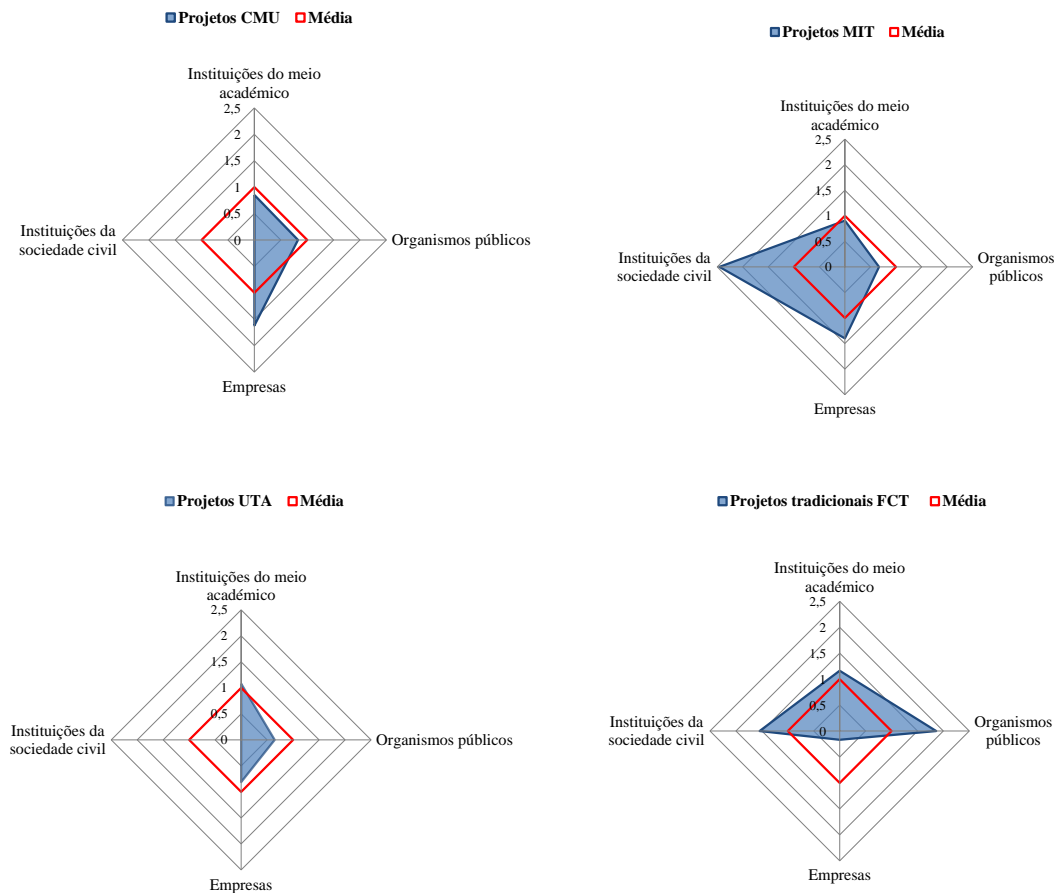 Projetos CMU Média
Instituições do meio
académico
2,5
2
1,5
1
0,5
0
Instituições da
sociedade civil
Organismos públicos
Empresas
Projetos MIT Média
Instituições do meio
académico
2,5
2
1,5
1
0,5
0
Instituições da
sociedade civil
Organismos
públicos
Empresas
Projetos UTA Média
Instituições do meio
académico
2,5
2
1,5
1
0,5
0
Instituições da
sociedade civil
Organismos públicos
Empresas
Projetos tradicionais FCT Média
Instituições do meio
académico
2,5
2
1,5
1
0,5
0
Instituições da
sociedade civil
Organismos
públicos
Empresas